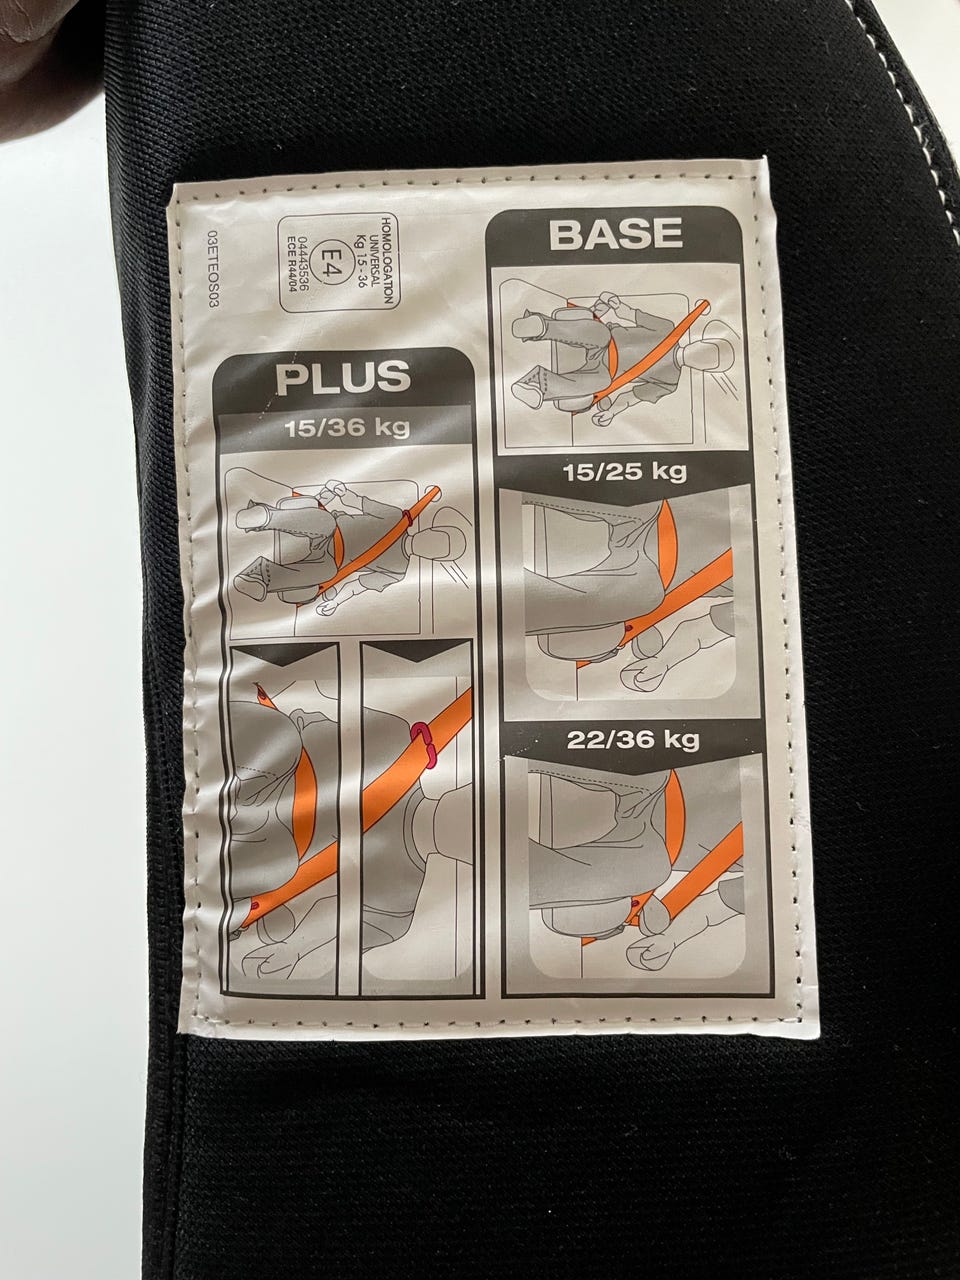 03ETEOS03
HOMOLOGATION
UNIVERSAL
Kg 15 - 36
E4
04443536
ECE R44/04
PLUS
15/36 kg
BASE
15/25 kg
22/36 kg